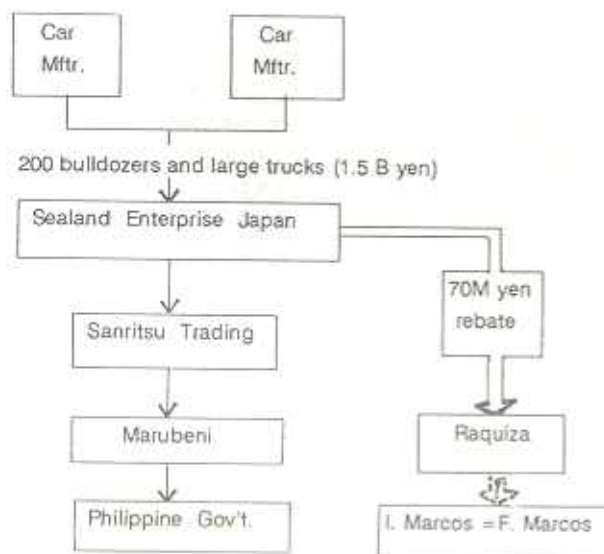 Car
Mftr.
Car
Mftr.
200 bulldozers and large trucks (1.5 B yen)
Sealand Enterprise Japan
70M yen
rebate
Sanritsu Trading
Marubeni
Raquiza
Philippine Gov't.
I. Marcos = F. Marcos